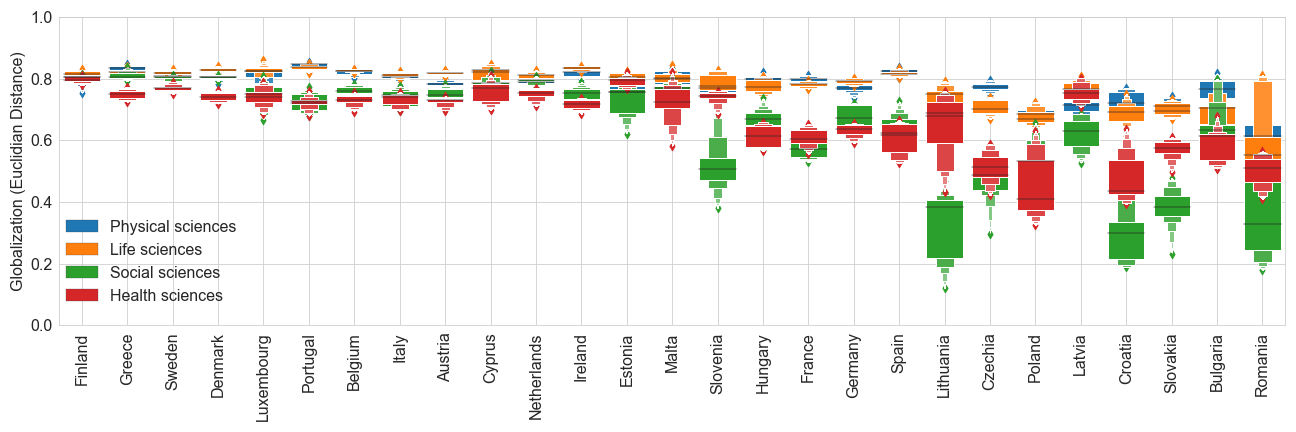 Globalization (Euclidian Distance)
1.0
0.8
0.6
0.4
0.2
0.0
Physical sciences
Life sciences
Social sciences
Health sciences
Finland
Greece
Sweden
Denmark
Luxembourg
Portugal
Belgium
Italy
Austria
Cyprus
Netherlands
Ireland
Estonia
Malta
Slovenia
Hungary
France
Germany
Spain
Lithuania
Czechia
Poland
Latvia
Croatia
Slovakia
Bulgaria
Romania